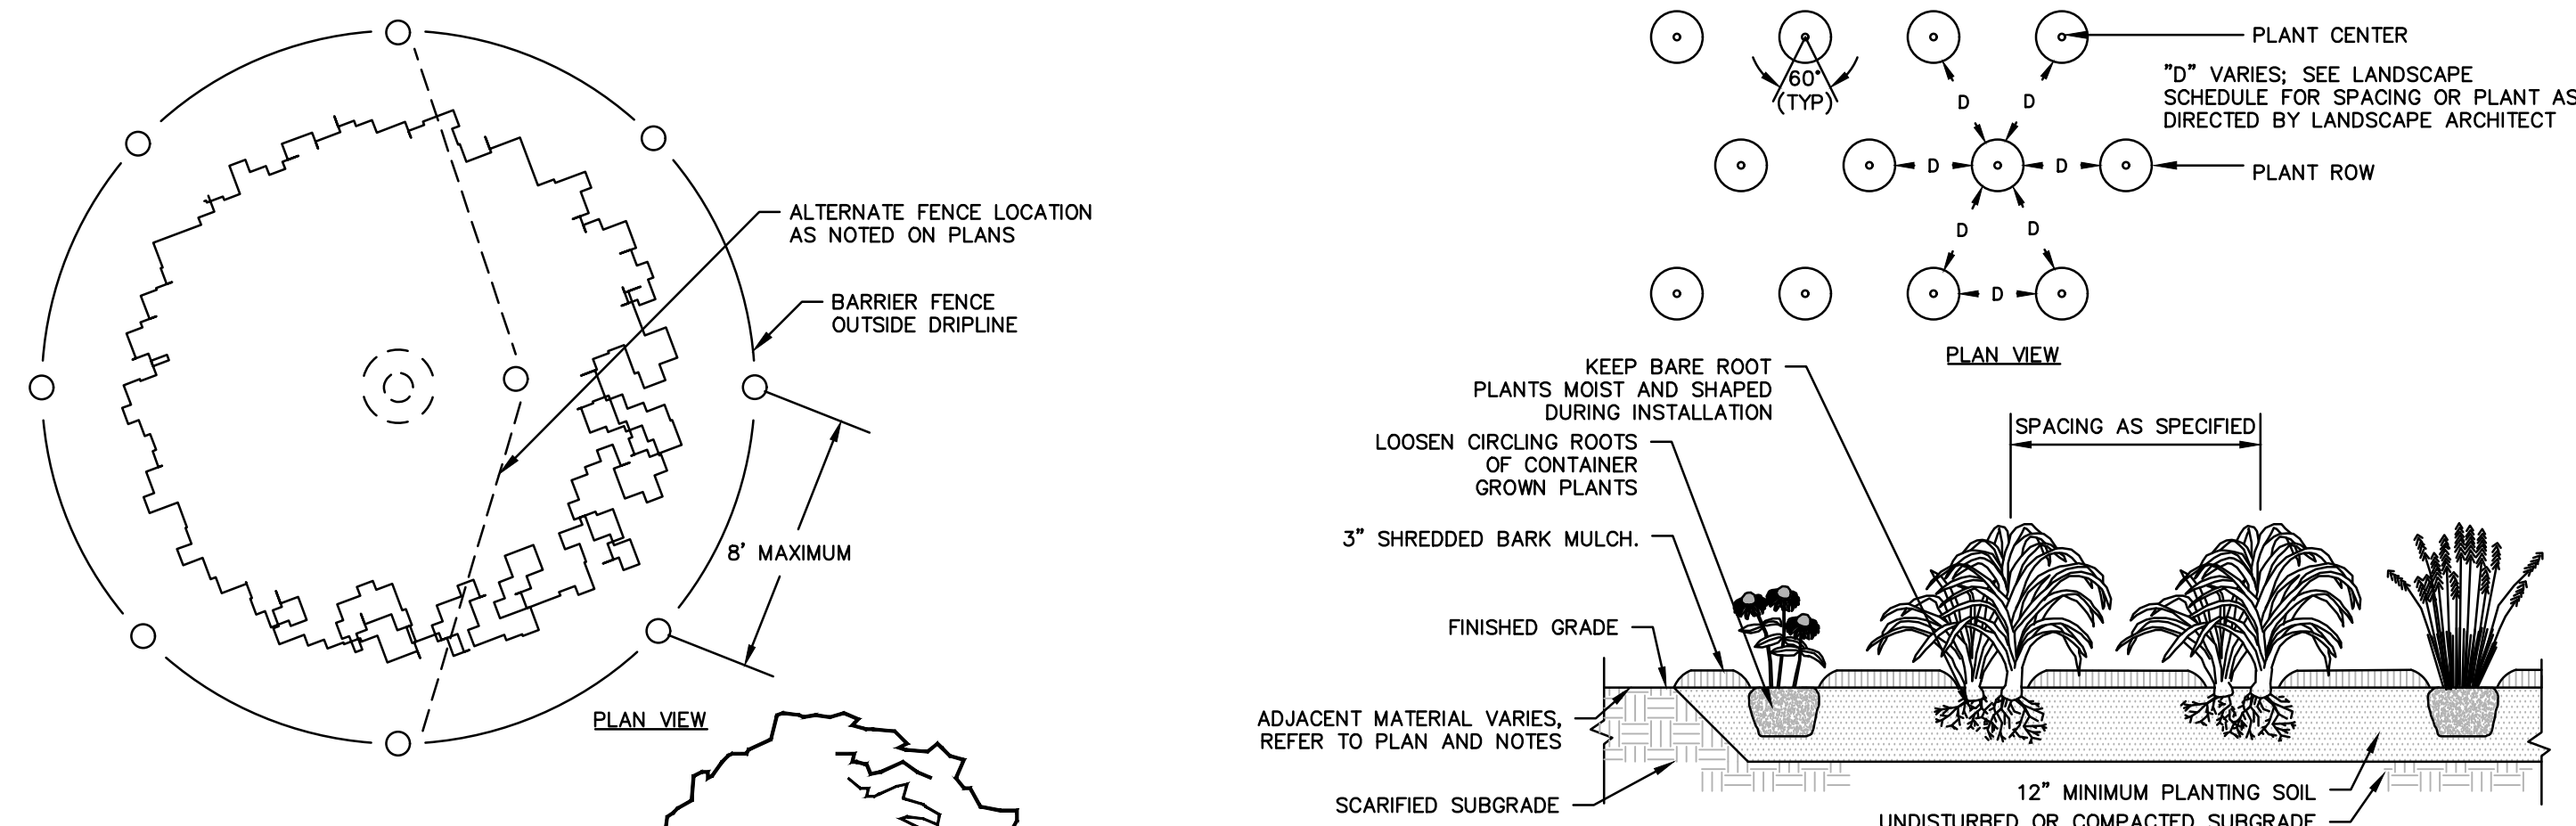 ALTERNATE FENCE LOCATION
AS NOTED ON PLANS
BARRIER FENCE
OUTSIDE DRIPLINE
8' MAXIMUM
PLAN VIEW
PLANT CENTER
"D" VARIES; SEE LANDSCAPE
SCHEDULE FOR SPACING OR PLANT AS
DIRECTED BY LANDSCAPE ARCHITECT
60°
(TYP)
D
D
D
D
PLANT ROW
D
D
D
PLAN VIEW
KEEP BARE ROOT
PLANTS MOIST AND SHAPED
DURING INSTALLATION
SPACING AS SPECIFIED
LOOSEN CIRCLING ROOTS
OF CONTAINER
GROWN PLANTS
3" SHREDDED BARK MULCH.
FINISHED GRADE
ADJACENT MATERIAL VARIES,
REFER TO PLAN AND NOTES
SCARIFIED SUBGRADE
12" MINIMUM PLANTING SOIL
UNDISTURBED OR COMPACTED SUBGRADE